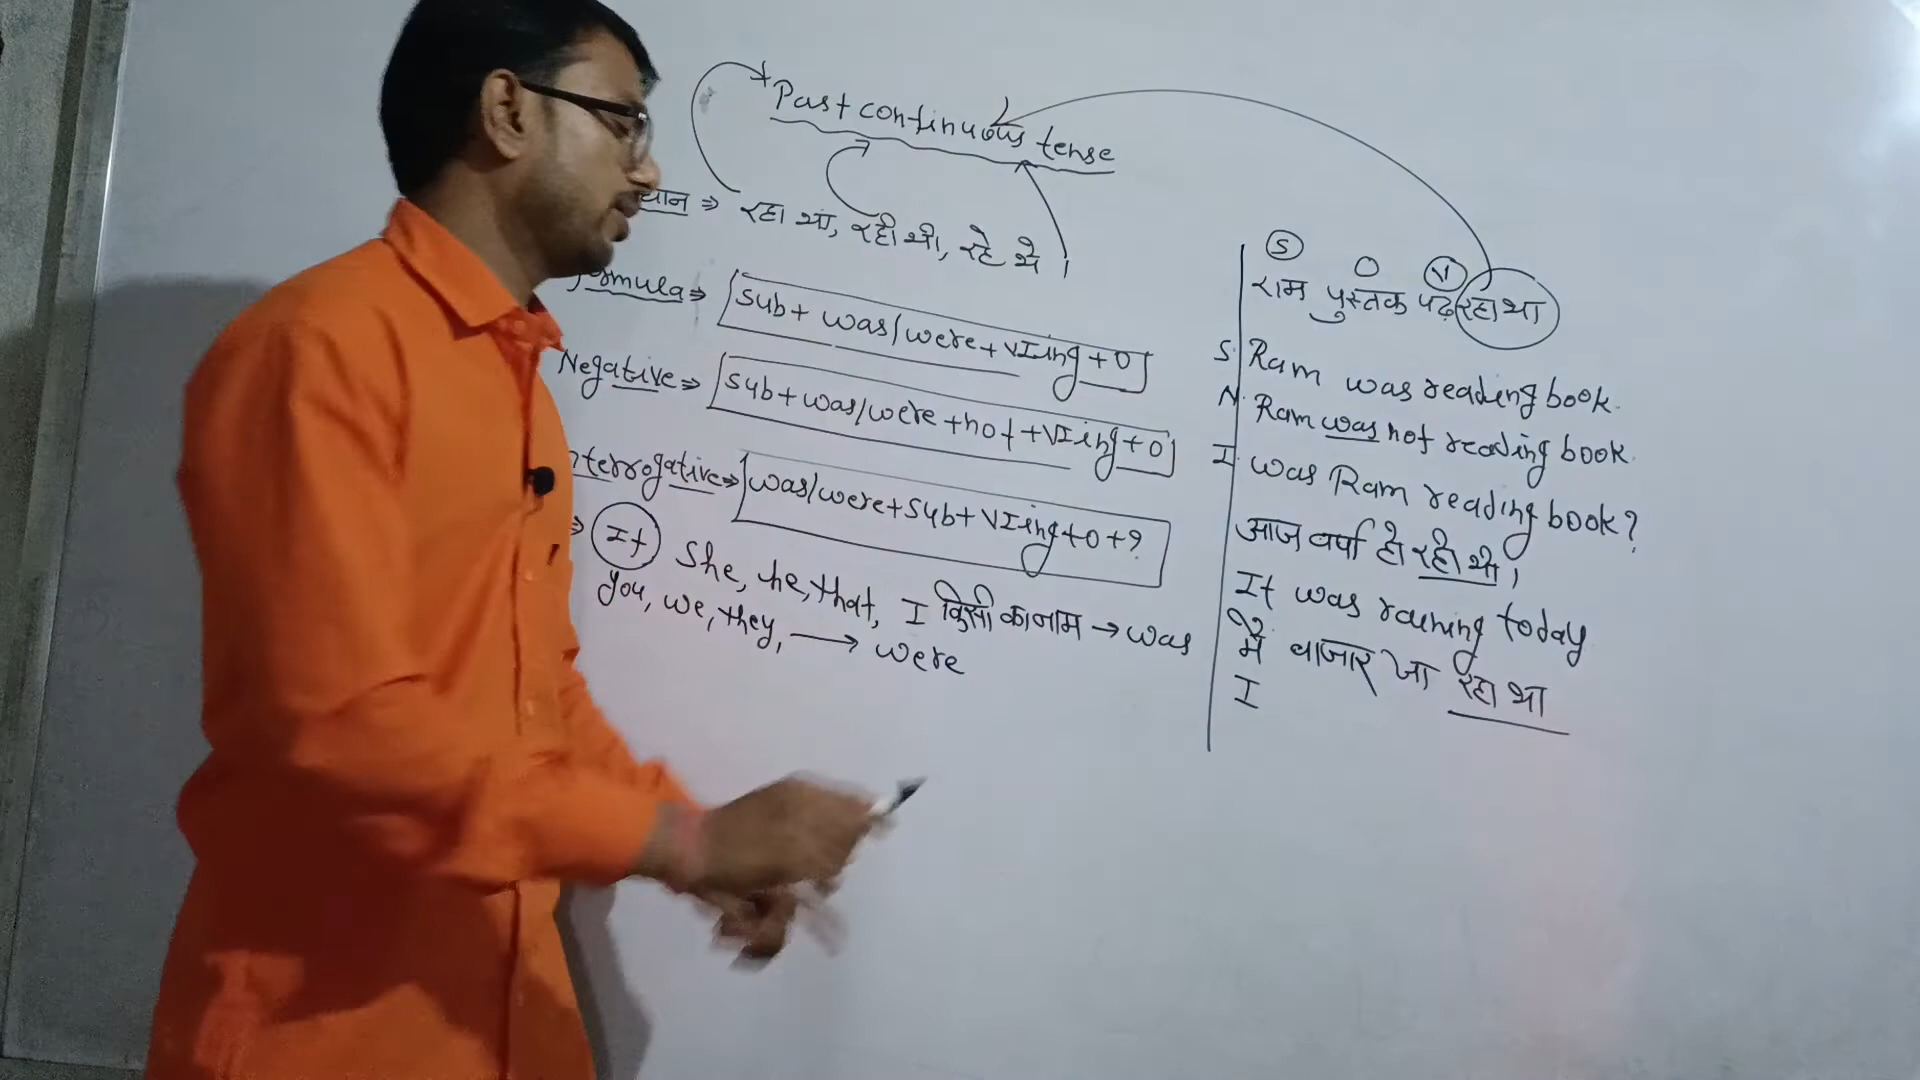 Past continuous tense
⇒ रहा था, रही थी, रहे थे ।
Formula ⇒ Sub + was/were + VIing + O
Negative ⇒ Sub + was/were + not + VIing + O
nterrogative ⇒ was/were + Sub + VIing + O + ?
⇒ It She, he, that, I किसी का नाम → was
you, we, they, → were
S O V
राम पुस्तक पढ़ रहा था
S. Ram was reading book.
N. Ram was not reading book.
I. was Ram reading book?
आज वर्षा हो रही थी ।
It was raining today
मै बाजार जा रहा था
I